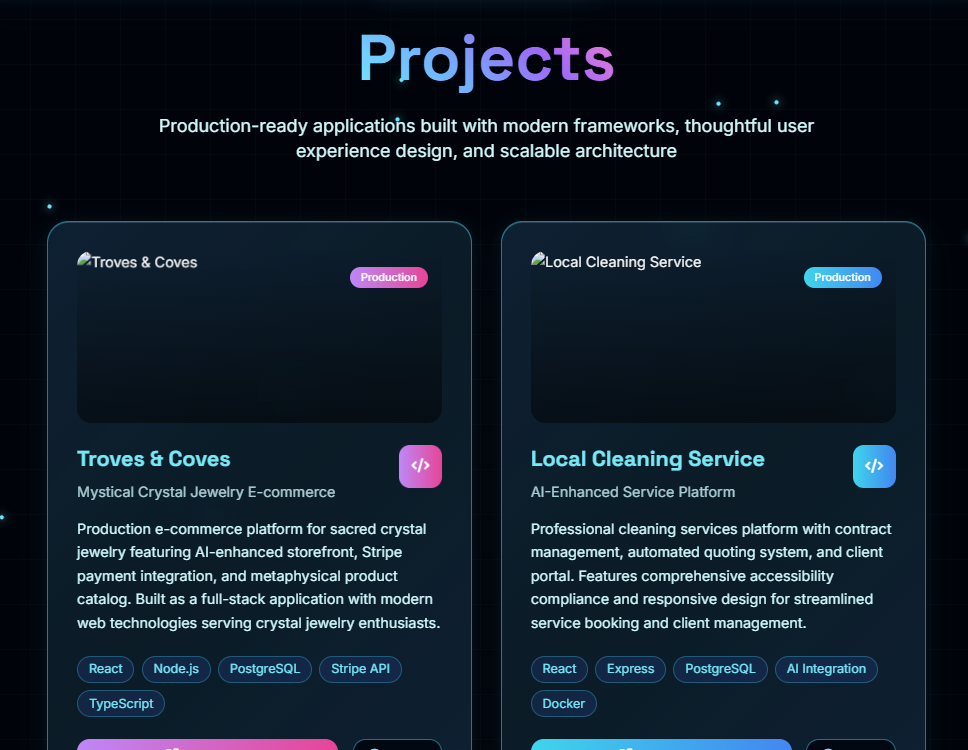 Projects
Production-ready applications built with modern frameworks, thoughtful user
experience design, and scalable architecture
Troves & Coves
Production
Troves & Coves
</>
Mystical Crystal Jewelry E-commerce
Production e-commerce platform for sacred crystal
jewelry featuring AI-enhanced storefront, Stripe
payment integration, and metaphysical product
catalog. Built as a full-stack application with modern
web technologies serving crystal jewelry enthusiasts.
React
Node.js
PostgreSQL
Stripe API
TypeScript
Local Cleaning Service
Production
Local Cleaning Service
</>
AI-Enhanced Service Platform
Professional cleaning services platform with contract
management, automated quoting system, and client
portal. Features comprehensive accessibility
compliance and responsive design for streamlined
service booking and client management.
React
Express
PostgreSQL
AI Integration
Docker